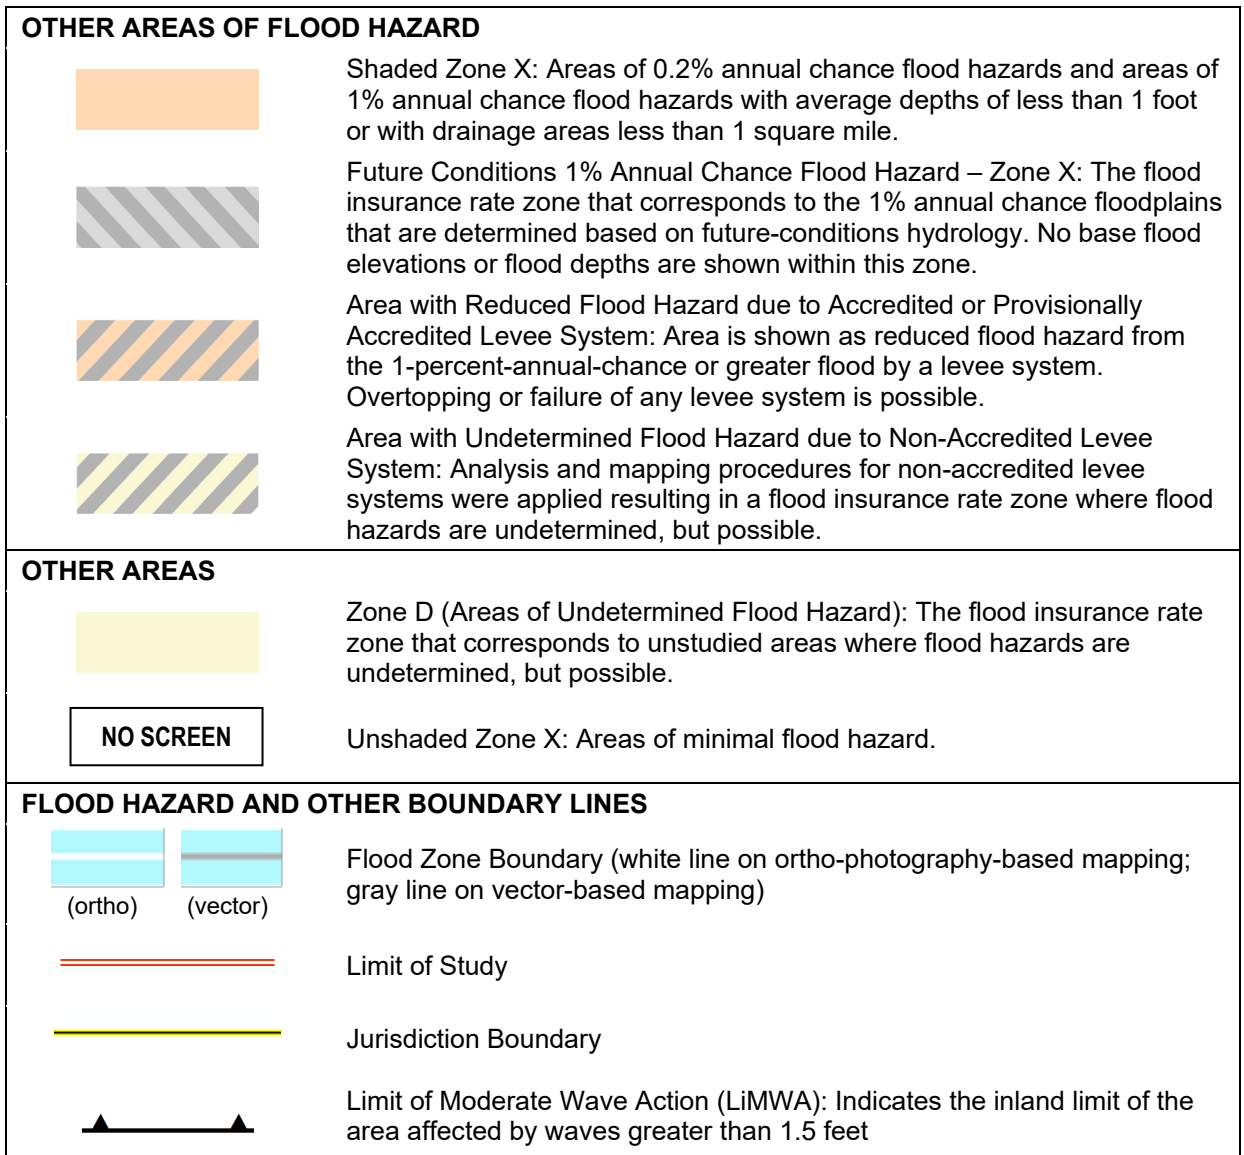 OTHER AREAS OF FLOOD HAZARD
Shaded Zone X: Areas of 0.2% annual chance flood hazards and areas of
1% annual chance flood hazards with average depths of less than 1 foot
or with drainage areas less than 1 square mile.
Future Conditions 1% Annual Chance Flood Hazard – Zone X: The flood
insurance rate zone that corresponds to the 1% annual chance floodplains
that are determined based on future-conditions hydrology. No base flood
elevations or flood depths are shown within this zone.
Area with Reduced Flood Hazard due to Accredited or Provisionally
Accredited Levee System: Area is shown as reduced flood hazard from
the 1-percent-annual-chance or greater flood by a levee system.
Overtopping or failure of any levee system is possible.
Area with Undetermined Flood Hazard due to Non-Accredited Levee
System: Analysis and mapping procedures for non-accredited levee
systems were applied resulting in a flood insurance rate zone where flood
hazards are undetermined, but possible.
OTHER AREAS
Zone D (Areas of Undetermined Flood Hazard): The flood insurance rate
zone that corresponds to unstudied areas where flood hazards are
undetermined, but possible.
NO SCREEN
Unshaded Zone X: Areas of minimal flood hazard.
FLOOD HAZARD AND OTHER BOUNDARY LINES
(ortho) (vector)
Flood Zone Boundary (white line on ortho-photography-based mapping;
gray line on vector-based mapping)
Limit of Study
Jurisdiction Boundary
Limit of Moderate Wave Action (LiMWA): Indicates the inland limit of the
area affected by waves greater than 1.5 feet